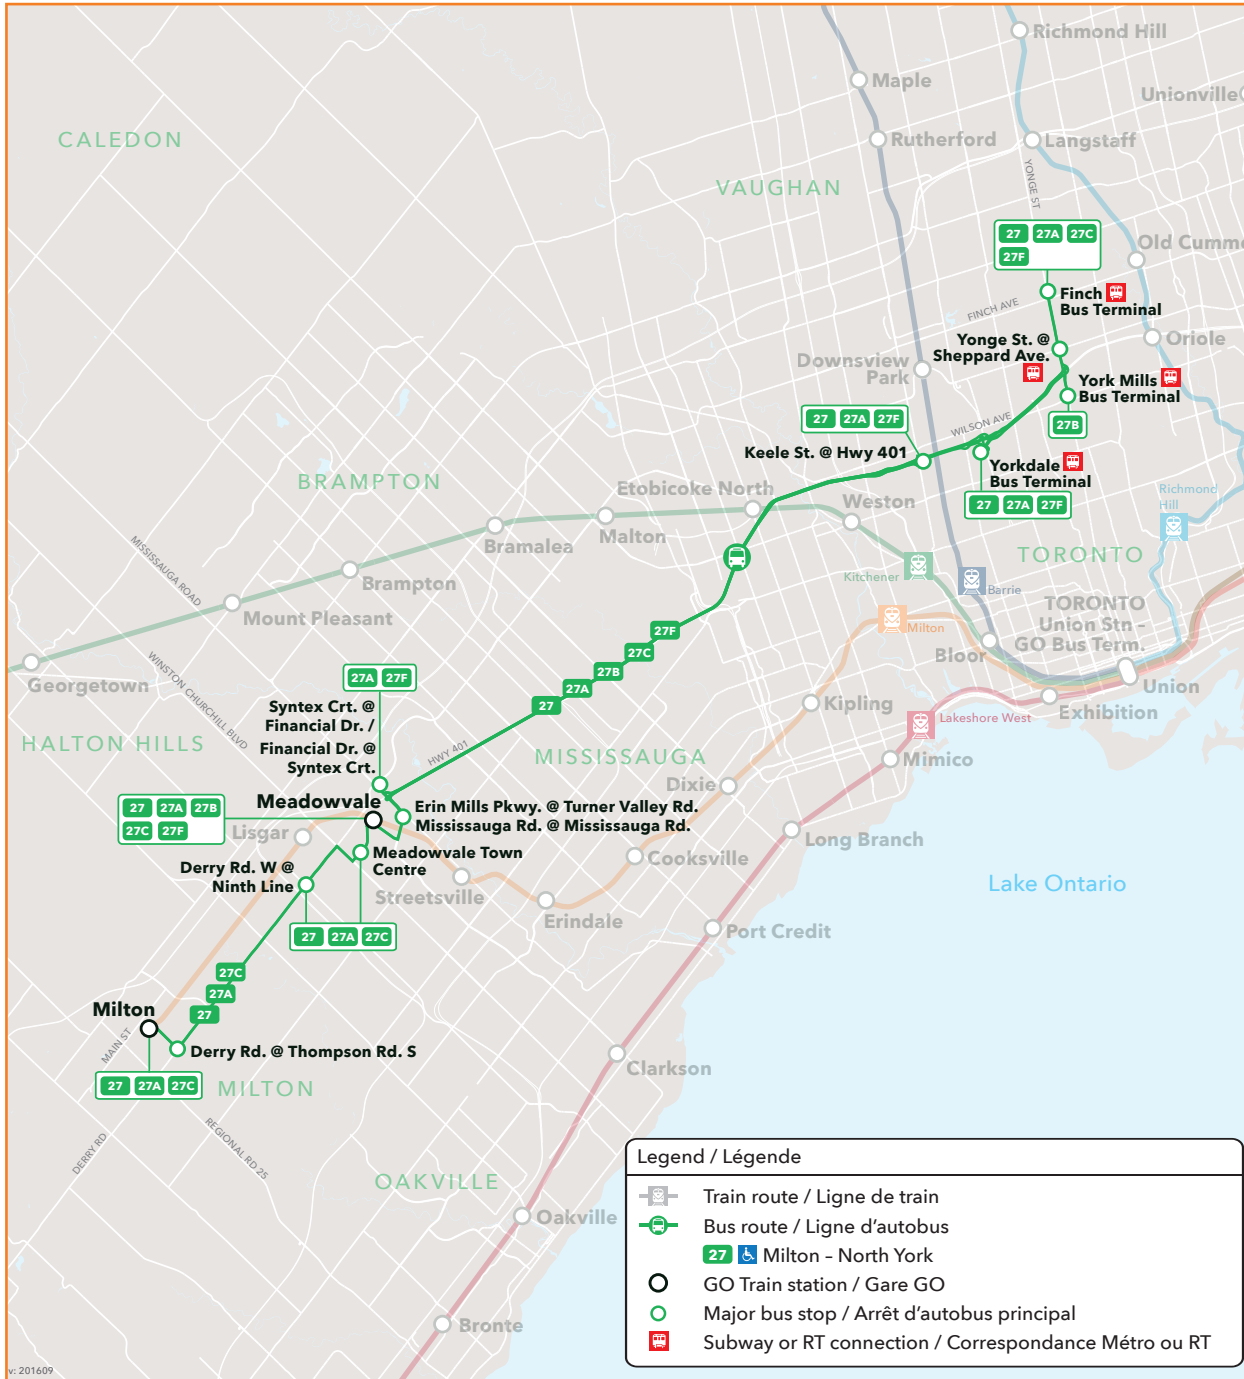 Richmond Hill
Maple
Unionville
Rutherford
Langstaff
CALEDON
VAUGHAN
YONGE ST
27 27A 27C
27F
Old Cumme
Finch
Bus Terminal
FINCH AVE
Yonge St. @
Sheppard Ave.
Oriole
Downsview
Park
York Mills
Bus Terminal
27B
27 27A 27F
WILSON AVE
Keele St. @ Hwy 401
Yorkdale
Bus Terminal
27 27A 27F
BRAMPTON
Etobicoke North
Weston
Richmond
Hill
Malton
Bramalea
TORONTO
MISSISSAUGA ROAD
Brampton
Kitchener
Barrie
Mount Pleasant
TORONTO
Union Stn –
GO Bus Term.
Milton
Bloor
27F
27C
27B
27A
27
Georgetown
WINSTON CHURCHILL BLVD
27A 27F
Union
Exhibition
Kipling
Lakeshore West
Syntex Crt. @
Financial Dr. /
Financial Dr. @
Syntex Crt.
HALTON HILLS
HWY 401
MISSISSAUGA
Mimico
Dixie
Meadowvale
27 27A 27B
27C 27F
Lisgar
Erin Mills Pkwy. @ Turner Valley Rd.
Mississauga Rd. @ Mississauga Rd.
Long Branch
Meadowvale Town
Centre
Cooksville
Derry Rd. W @
Ninth Line
Streetsville
Lake Ontario
Erindale
27 27A 27C
Port Credit
27C
27A
27
Milton
MAIN ST
Derry Rd. @ Thompson Rd. S
Clarkson
27 27A 27C
MILTON
DERRY RD
REGIONAL RD 25
OAKVILLE
Oakville
Bronte
Legend / Légende
Train route / Ligne de train
Bus route / Ligne d'autobus
27 Milton – North York
GO Train station / Gare GO
Major bus stop / Arrêt d'autobus principal
Subway or RT connection / Correspondance Métro ou RT
v: 201609